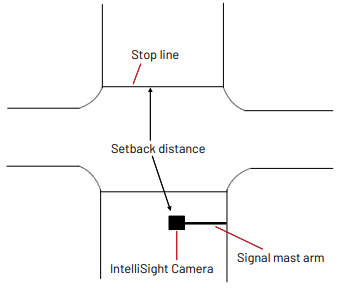 Stop line
Setback distance
Signal mast arm
IntelliSight Camera